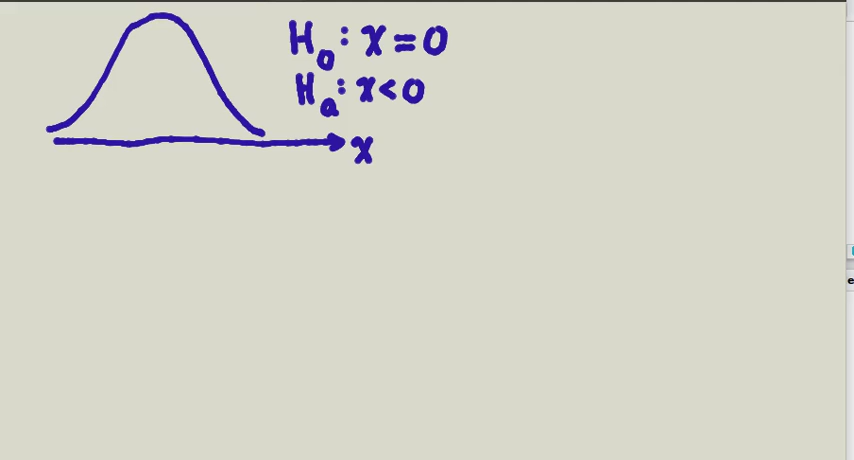 H₀: x = 0
Hₐ: x < 0
x